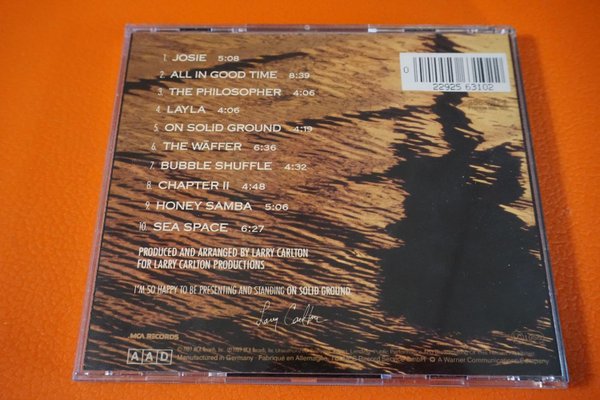 1. JOSIE 5:08
2. ALL IN GOOD TIME 8:39
3. THE PHILOSOPHER 4:06
4. LAYLA 4:06
5. ON SOLID GROUND 4:19
6. THE WÄFFER 6:36
7. BUBBLE SHUFFLE 4:32
8. CHAPTER II 4:48
9. HONEY SAMBA 5:06
10. SEA SPACE 6:27
PRODUCED AND ARRANGED BY LARRY CARLTON
FOR LARRY CARLTON PRODUCTIONS
I'M SO HAPPY TO BE PRESENTING AND STANDING ON SOLID GROUND
Larry Carlton
0
22925 63102
MCA RECORDS
AAD
Manufactured in Germany · Fabriqué en Allemagne
A Warner Communications Company